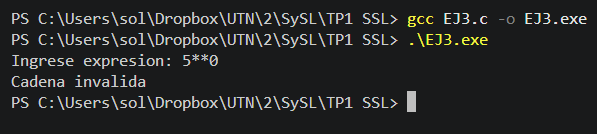 PS C:\Users\sol\Dropbox\UTN\2\SySL\TP1 SSL> gcc EJ3.c -o EJ3.exe
PS C:\Users\sol\Dropbox\UTN\2\SySL\TP1 SSL> .\EJ3.exe
Ingrese expresion: 5**0
Cadena invalida
PS C:\Users\sol\Dropbox\UTN\2\SySL\TP1 SSL>